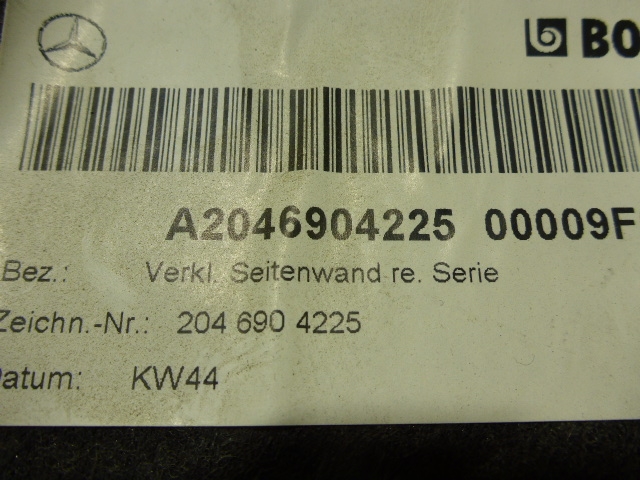 BO
A2046904225 00009F
Bez.: Verkl. Seitenwand re. Serie
Zeichn.-Nr.: 204 690 4225
Datum: KW44